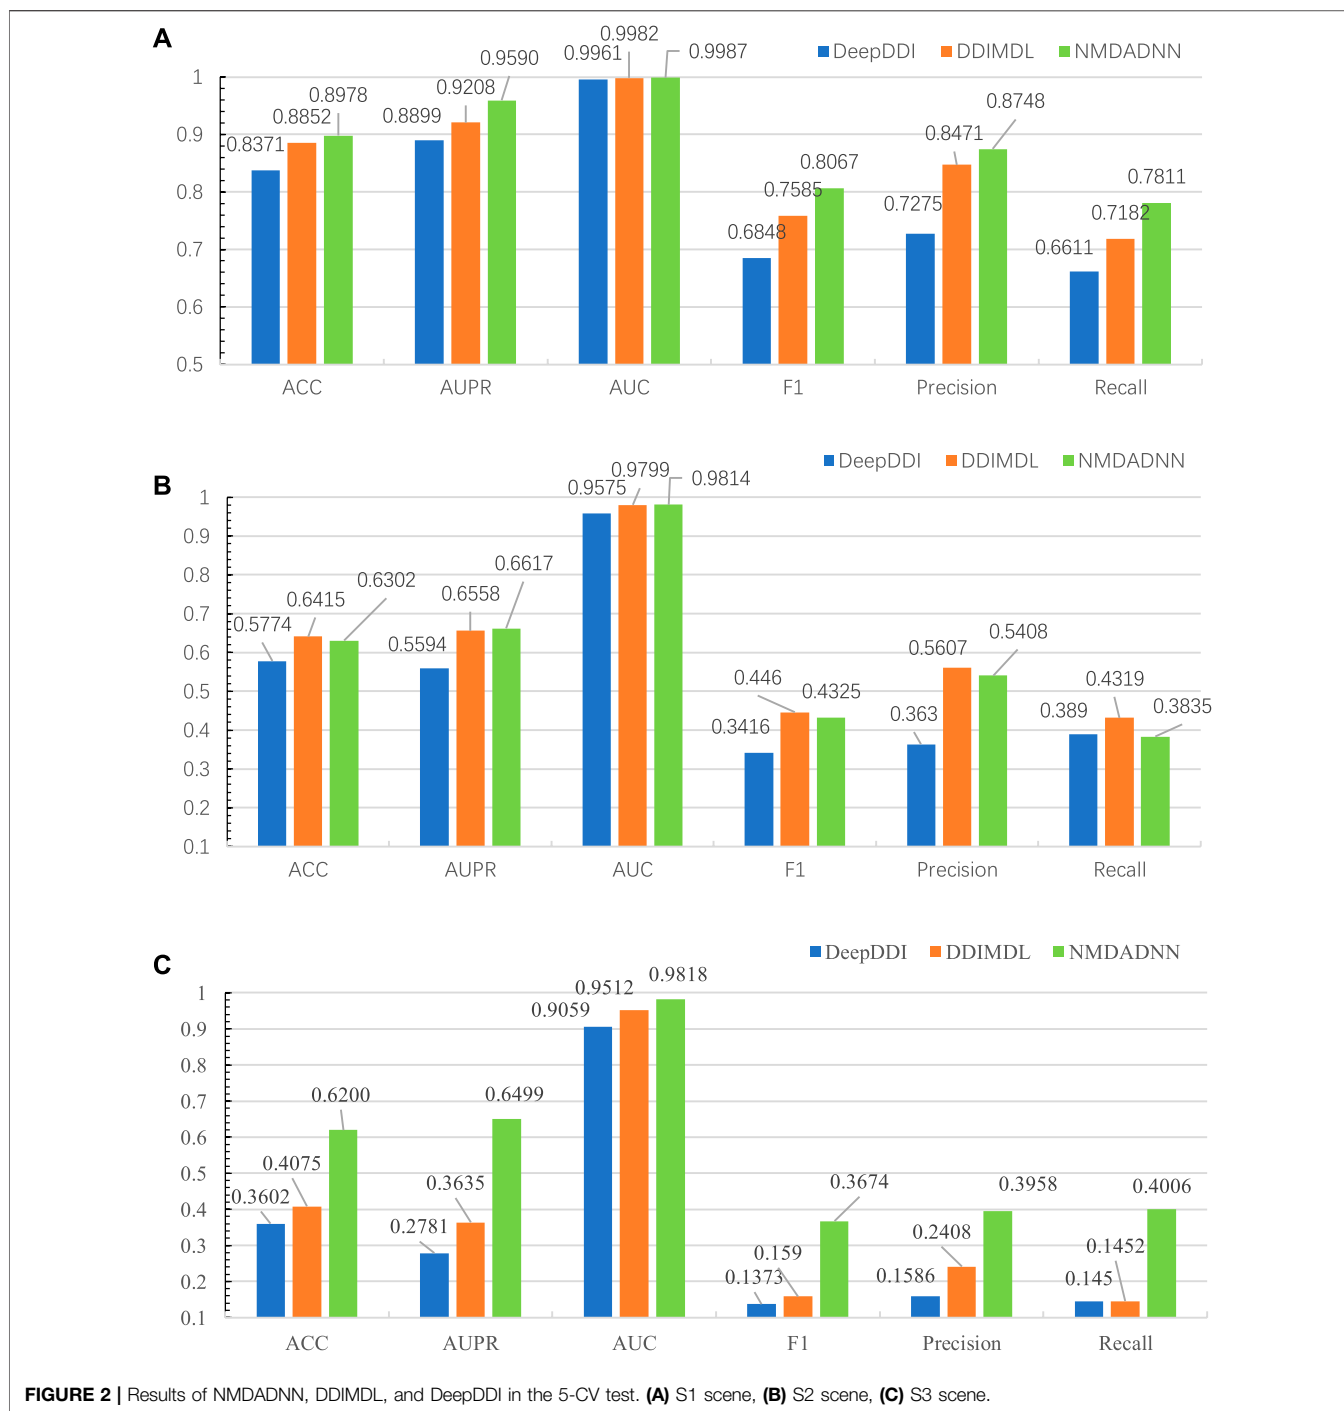 A
DeepDDI DDIMDL NMDADNN
0.8371 0.8852 0.8978 0.8899 0.9208 0.9590 0.9961 0.9982 0.9987 0.6848 0.7585 0.8067 0.7275 0.8471 0.8748 0.6611 0.7182 0.7811
1
0.9
0.8
0.7
0.6
0.5
ACC AUPR AUC F1 Precision Recall
B
DeepDDI DDIMDL NMDADNN
0.5774 0.6415 0.6302 0.5594 0.6558 0.6617 0.9575 0.9799 0.9814 0.3416 0.446 0.4325 0.363 0.5607 0.5408 0.389 0.4319 0.3835
1
0.9
0.8
0.7
0.6
0.5
0.4
0.3
0.2
0.1
ACC AUPR AUC F1 Precision Recall
C
DeepDDI DDIMDL NMDADNN
0.3602 0.4075 0.6200 0.2781 0.3635 0.6499 0.9059 0.9512 0.9818 0.1373 0.159 0.3674 0.1586 0.2408 0.3958 0.145 0.1452 0.4006
1
0.9
0.8
0.7
0.6
0.5
0.4
0.3
0.2
0.1
ACC AUPR AUC F1 Precision Recall
FIGURE 2 | Results of NMDADNN, DDIMDL, and DeepDDI in the 5-CV test. (A) S1 scene, (B) S2 scene, (C) S3 scene.